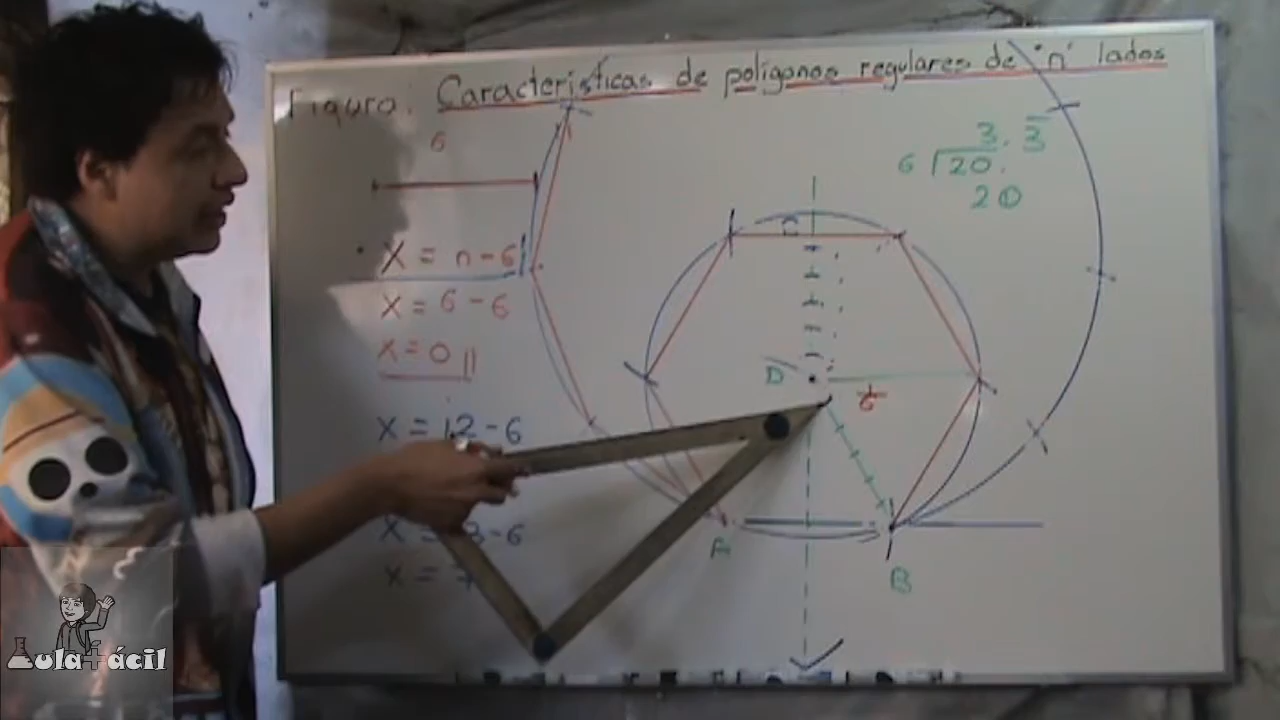 Figura: Características de polígonos regulares de "n" lados
6
X = n-6
X = 6-6
X = 0
X = 12-6
-6
X =
3.3
6 20.
20
D
1/6
A
B
Aula Fácil